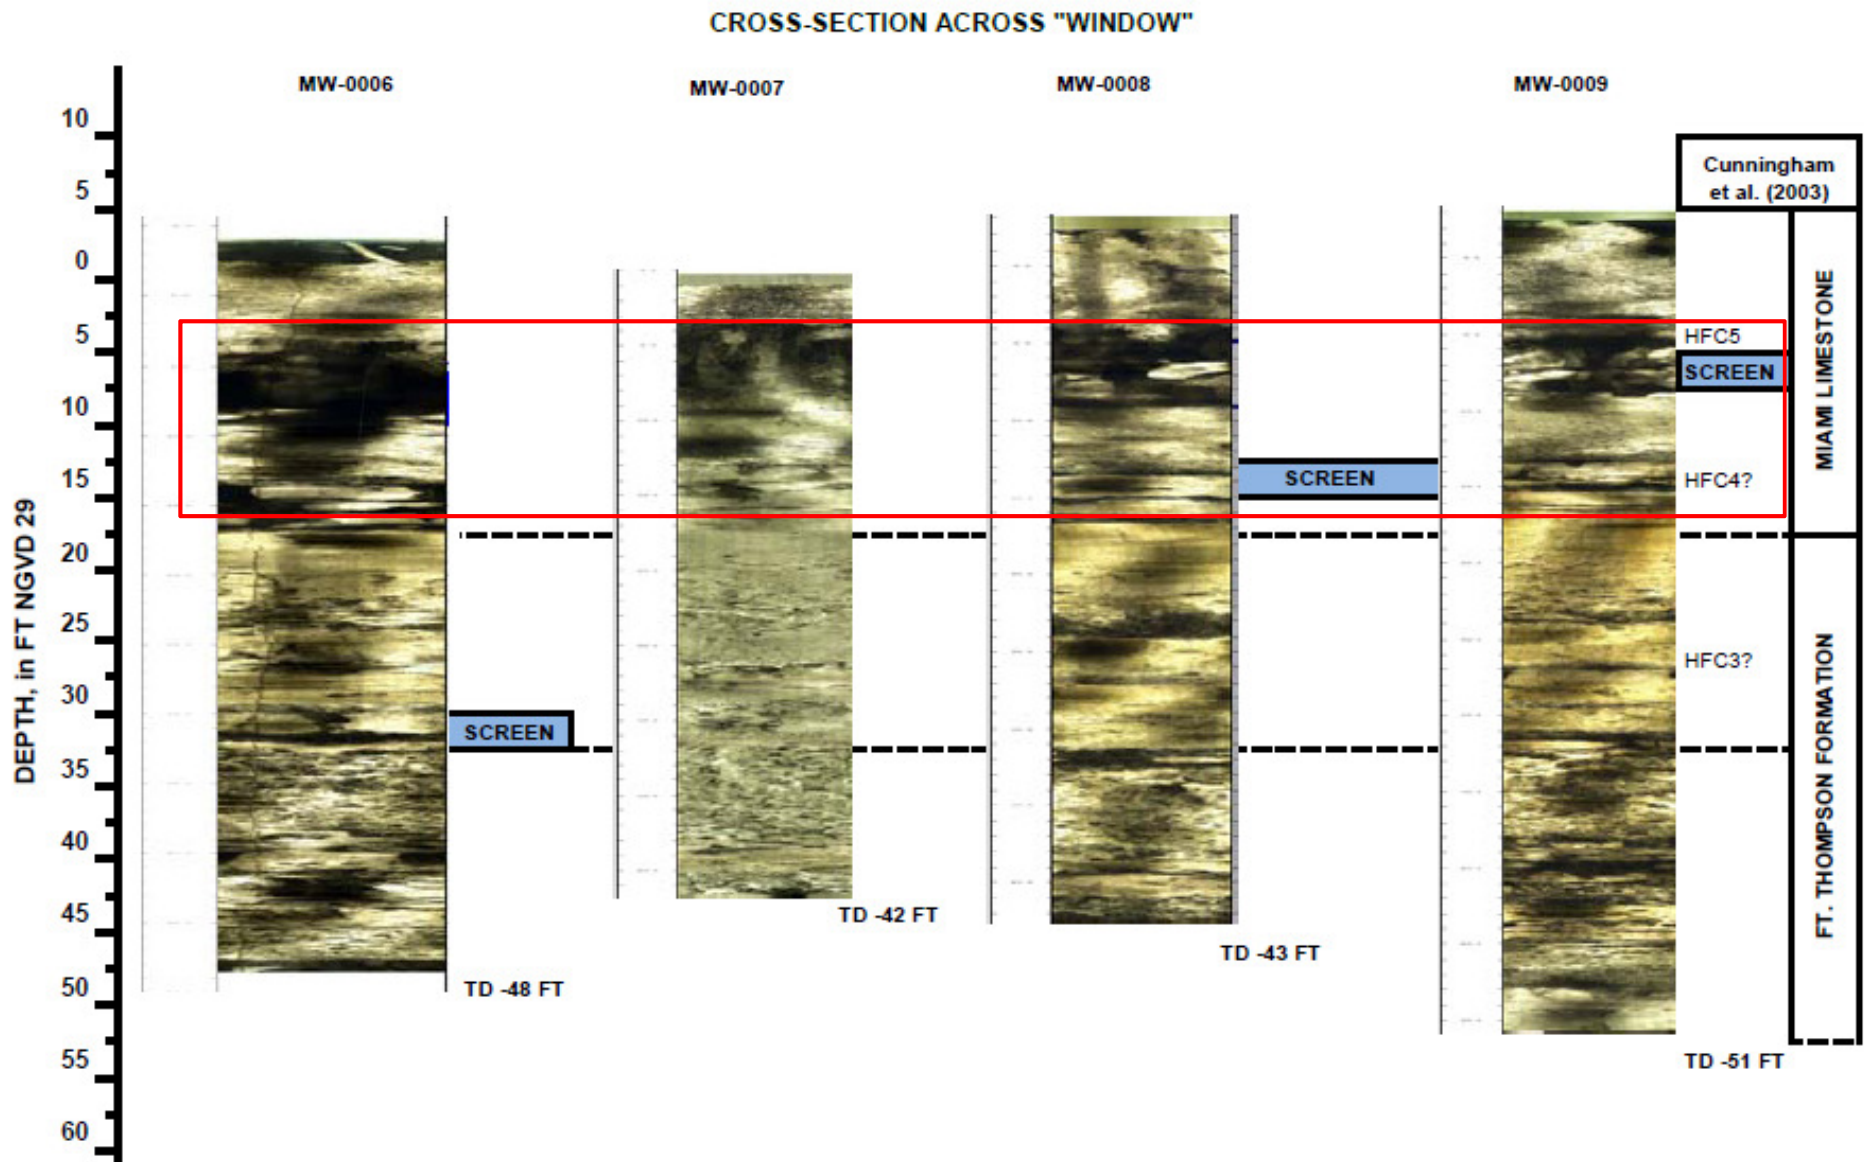 CROSS-SECTION ACROSS "WINDOW"
MW-0006
MW-0007
MW-0008
MW-0009
DEPTH, in FT NGVD 29
10
5
0
5
10
15
20
25
30
35
40
45
50
55
60
Cunningham
et al. (2003)
HFC5
SCREEN
HFC4?
SCREEN
HFC3?
SCREEN
MIAMI LIMESTONE
FT. THOMPSON FORMATION
TD -48 FT
TD -42 FT
TD -43 FT
TD -51 FT